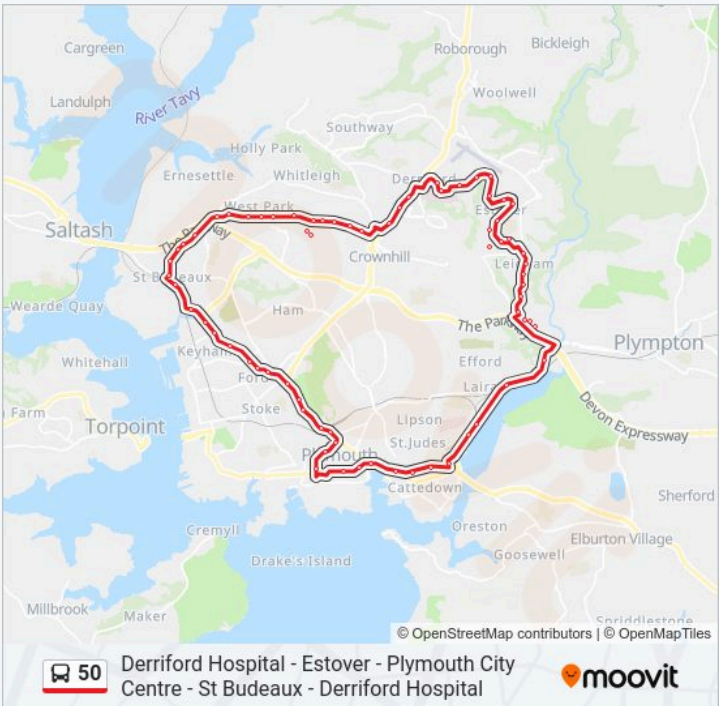 Cargreen
Roborough
Bickleigh
Landulph
River Tavy
Woolwell
Southway
Holly Park
Ernesettle
Whitleigh
West Park
Saltash
The Parkway
Crownhill
St Budeaux
Wearde Quay
Ham
The Parkway
Plympton
Whitehall
Keyham
Efford
Ford
Laira
a Farm
Stoke
Torpoint
Lipson
Devon Expressway
St.Judes
Plymouth
Cattedown
Sherford
Cremyll
Oreston
Elburton Village
Drake's Island
Goosewell
Millbrook
Maker
© OpenStreetMap contributors | © OpenMapTiles
50
Derriford Hospital - Estover - Plymouth City
Centre - St Budeaux - Derriford Hospital
moovit